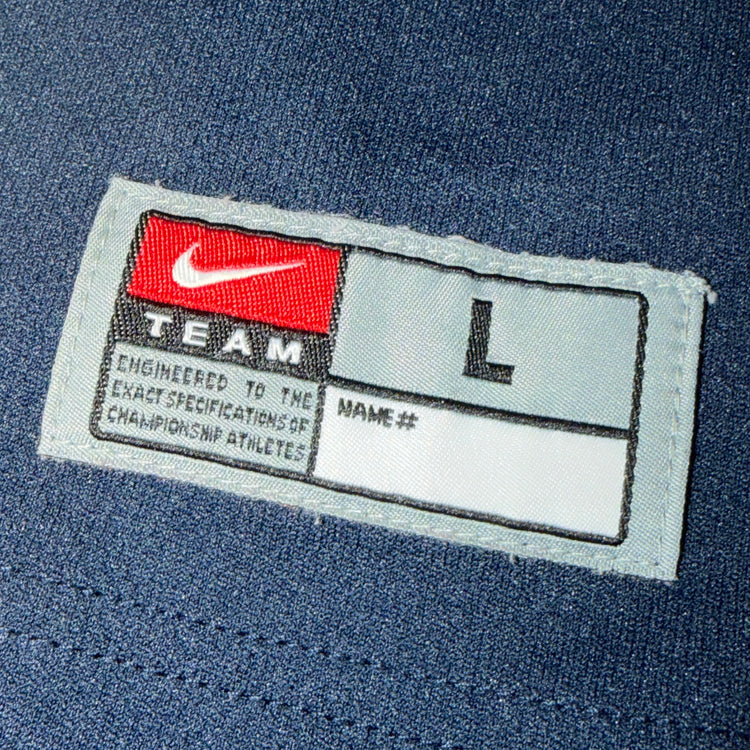 TEAM
ENGINEERED TO THE
EXACT SPECIFICATIONS OF
CHAMPIONSHIP ATHLETES
L
NAME #